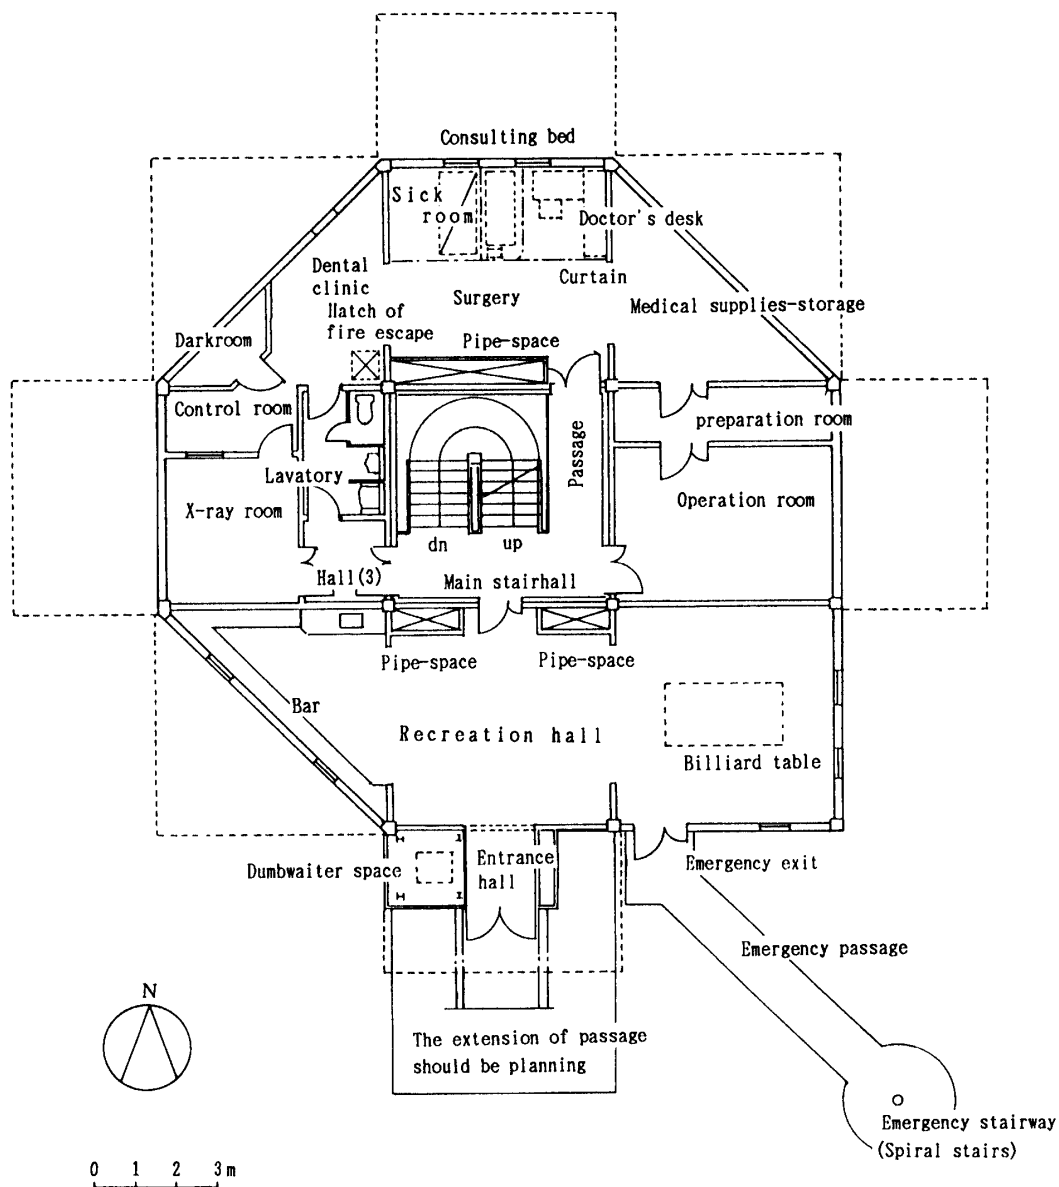 Consulting bed
Sick
room
Doctor's desk
Dental
clinic
Curtain
Hatch of
fire escape
Surgery
Medical supplies-storage
Darkroom
Pipe-space
Control room
preparation room
Passage
Lavatory
X-ray room
Operation room
dn
up
Hall(3)
Main stairhall
Pipe-space
Pipe-space
Bar
Recreation hall
Billiard table
Dumbwaiter space
Entrance
hall
Emergency exit
Emergency passage
N
The extension of passage
should be planning
Emergency stairway
(Spiral stairs)
0 1 2 3m